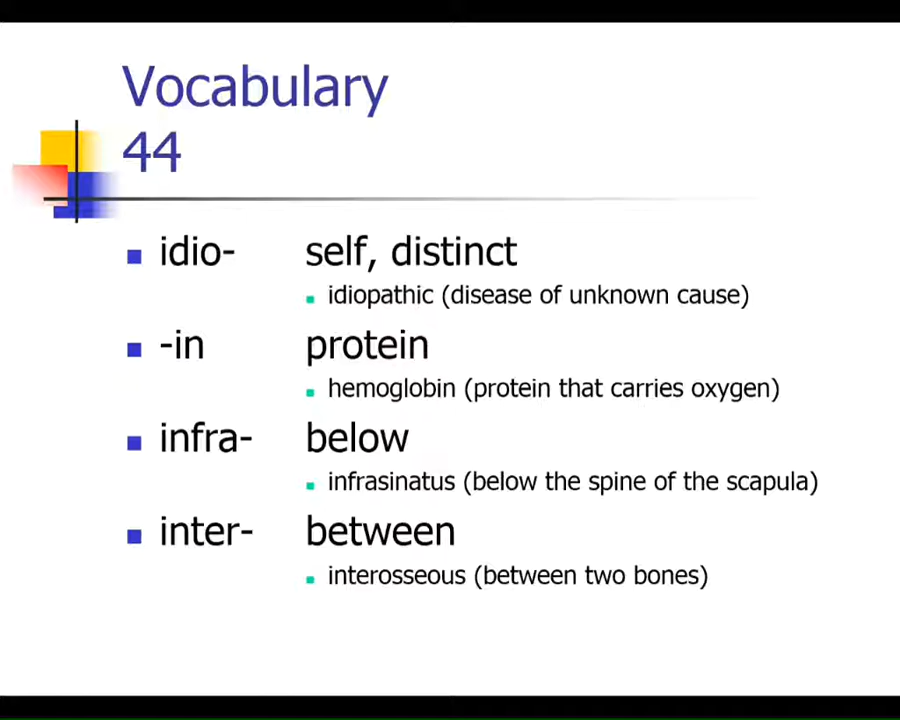 Vocabulary
44
idio- self, distinct
idiopathic (disease of unknown cause)
-in protein
hemoglobin (protein that carries oxygen)
infra- below
infrasinatus (below the spine of the scapula)
inter- between
interosseous (between two bones)